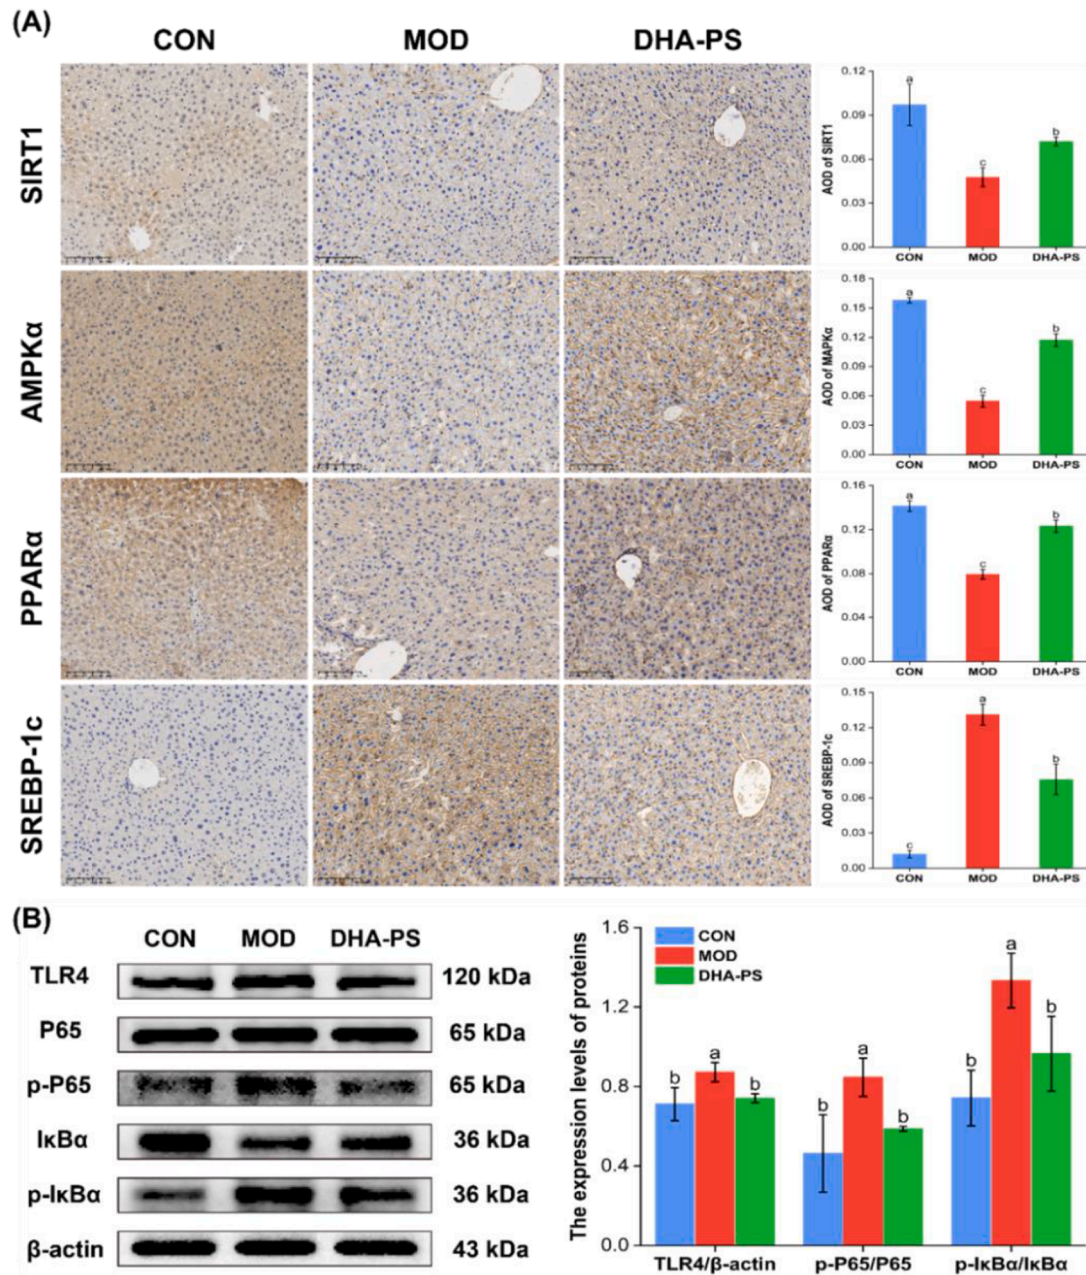 (A)
CON MOD DHA-PS
SIRT1
0.12
0.09
0.06
0.03
0.00
AOD of SIRT1
a
c
b
CON MOD DHA-PS
AMPKα
0.18
0.15
0.12
0.09
0.06
0.03
0.00
AOD of MAPKα
a
c
b
CON MOD DHA-PS
PPARα
0.16
0.12
0.08
0.04
0.00
AOD of PPARα
a
c
b
CON MOD DHA-PS
SREBP-1c
0.15
0.12
0.09
0.06
0.03
0.00
AOD of SREBP-1c
c
a
b
CON MOD DHA-PS
(B)
CON MOD DHA-PS
TLR4 120 kDa
P65 65 kDa
p-P65 65 kDa
IκBα 36 kDa
p-IκBα 36 kDa
β-actin 43 kDa
The expression levels of proteins
1.6
1.2
0.8
0.4
0.0
CON
MOD
DHA-PS
b a b
b a b
b a b
TLR4/β-actin p-P65/P65 p-IκBα/IκBα